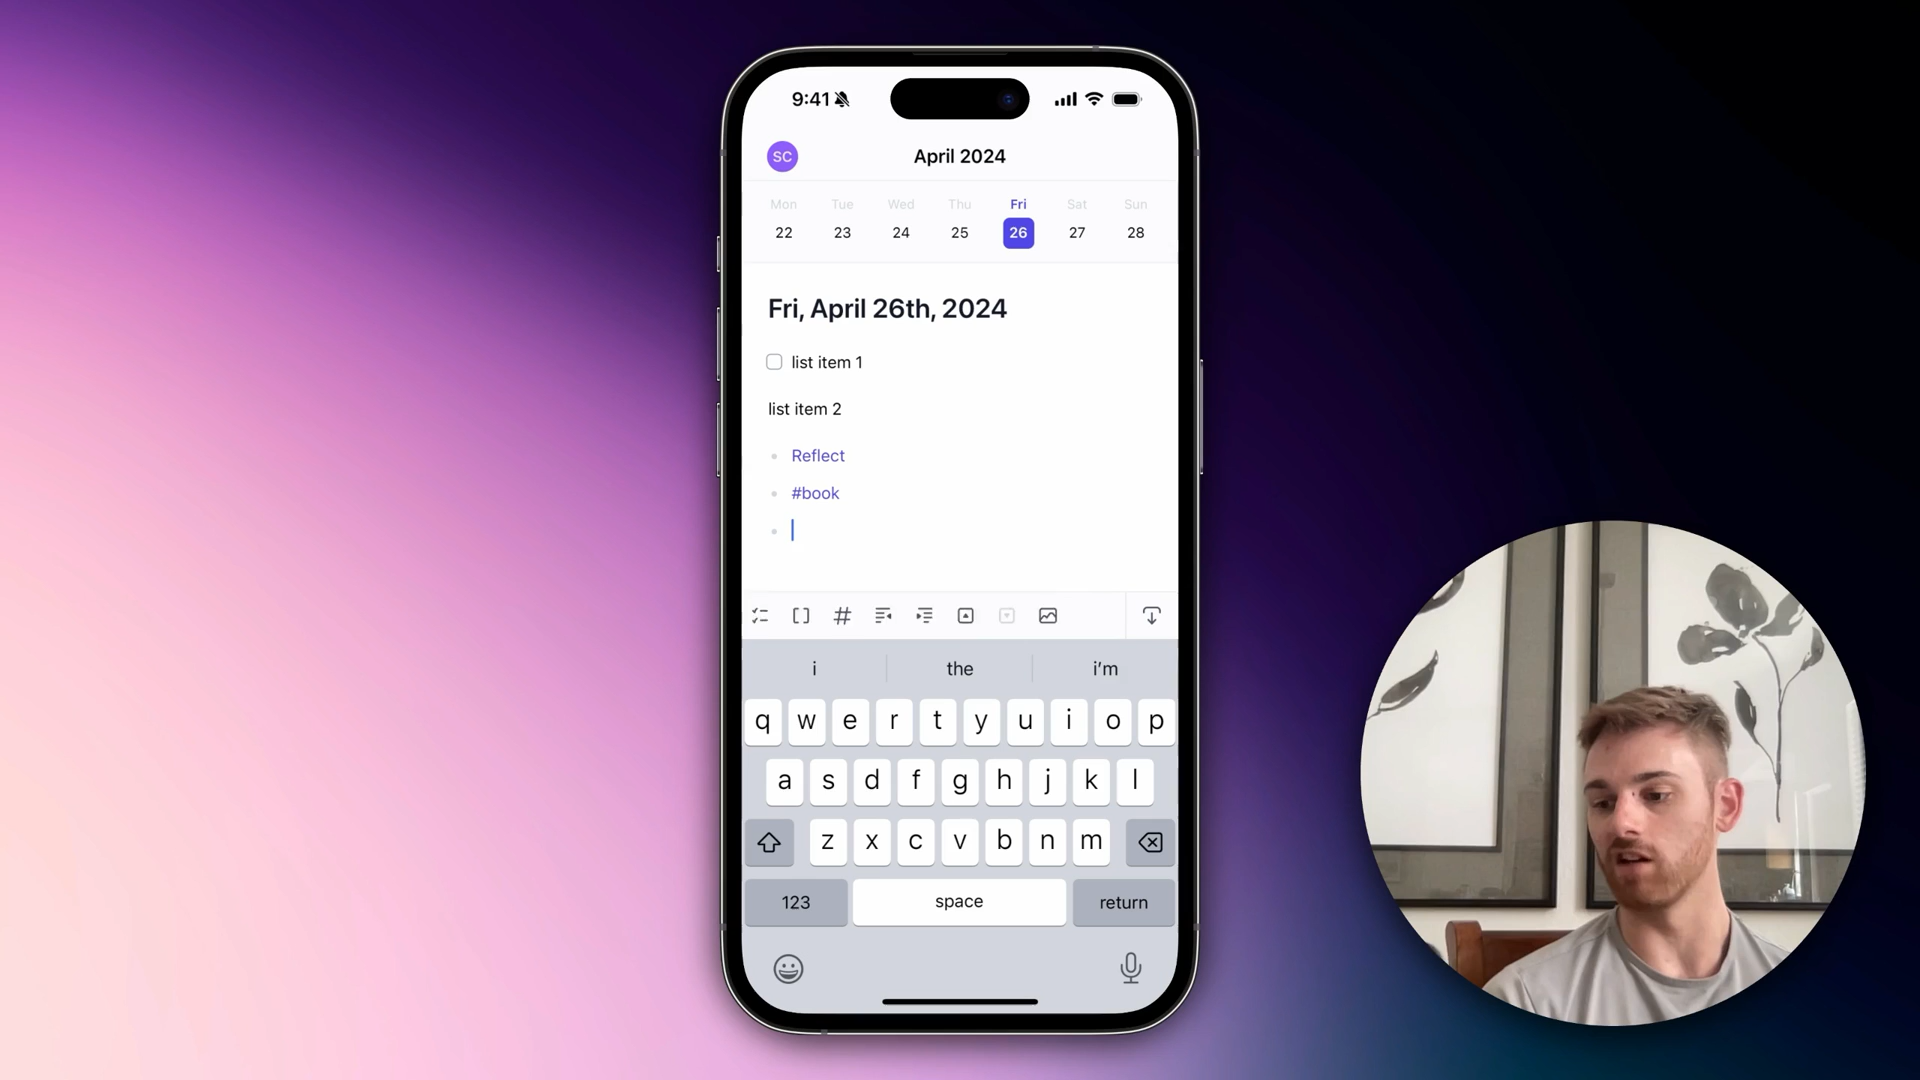 9:41
SC
April 2024
Mon Tue Wed Thu Fri Sat Sun
22 23 24 25 26 27 28
Fri, April 26th, 2024
list item 1
list item 2
Reflect
#book
i the i'm
q w e r t y u i o p
a s d f g h j k l
z x c v b n m
123 space return